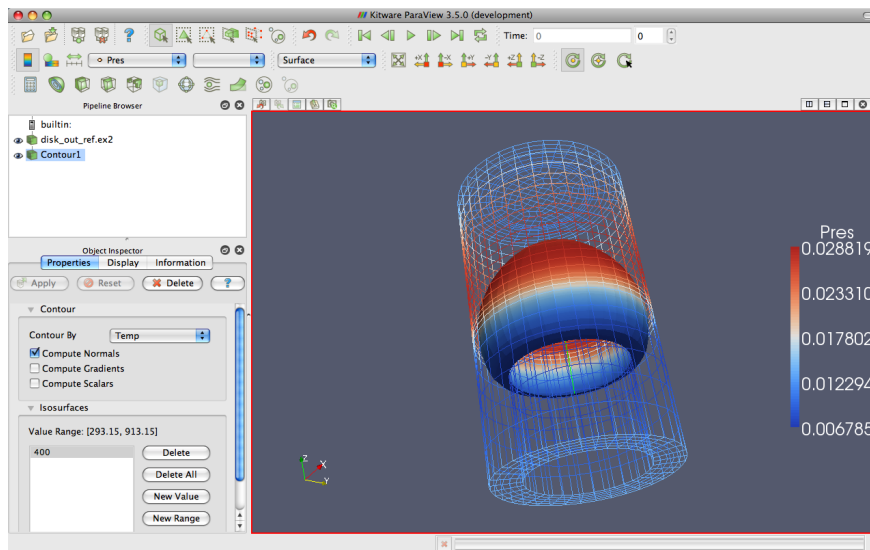 Kitware ParaView 3.5.0 (development)
Time: 0 0
Pres Surface
+X -X +Y -Y +Z -Z
Pipeline Browser
builtin:
disk_out_ref.ex2
Contour1
Object Inspector
Properties Display Information
Apply Reset Delete ?
Contour
Contour By Temp
Compute Normals
Compute Gradients
Compute Scalars
Isosurfaces
Value Range: [293.15, 913.15]
400
Delete
Delete All
New Value
New Range
Pres
0.028819
0.023310
0.017802
0.012294
0.006785
Z
X
Y